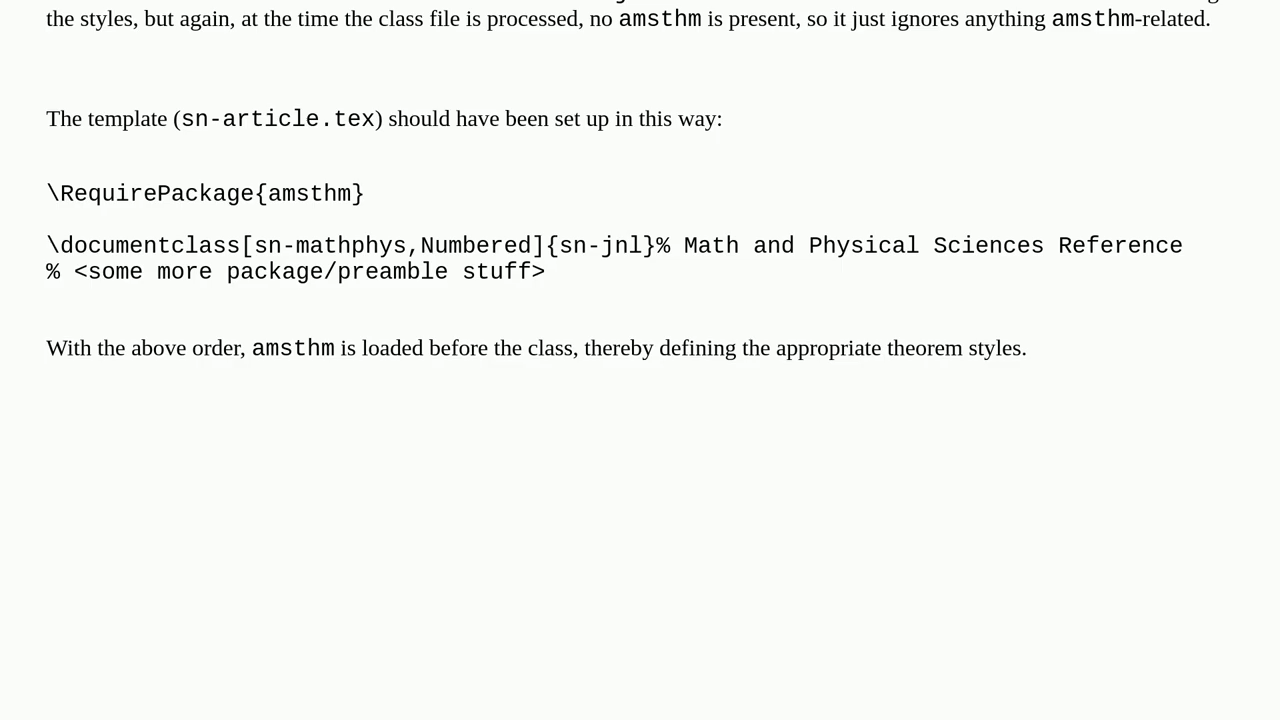 the styles, but again, at the time the class file is processed, no amsthm is present, so it just ignores anything amsthm-related.
The template (sn-article.tex) should have been set up in this way:
\RequirePackage{amsthm}
\documentclass[sn-mathphys,Numbered]{sn-jnl}% Math and Physical Sciences Reference
% <some more package/preamble stuff>
With the above order, amsthm is loaded before the class, thereby defining the appropriate theorem styles.